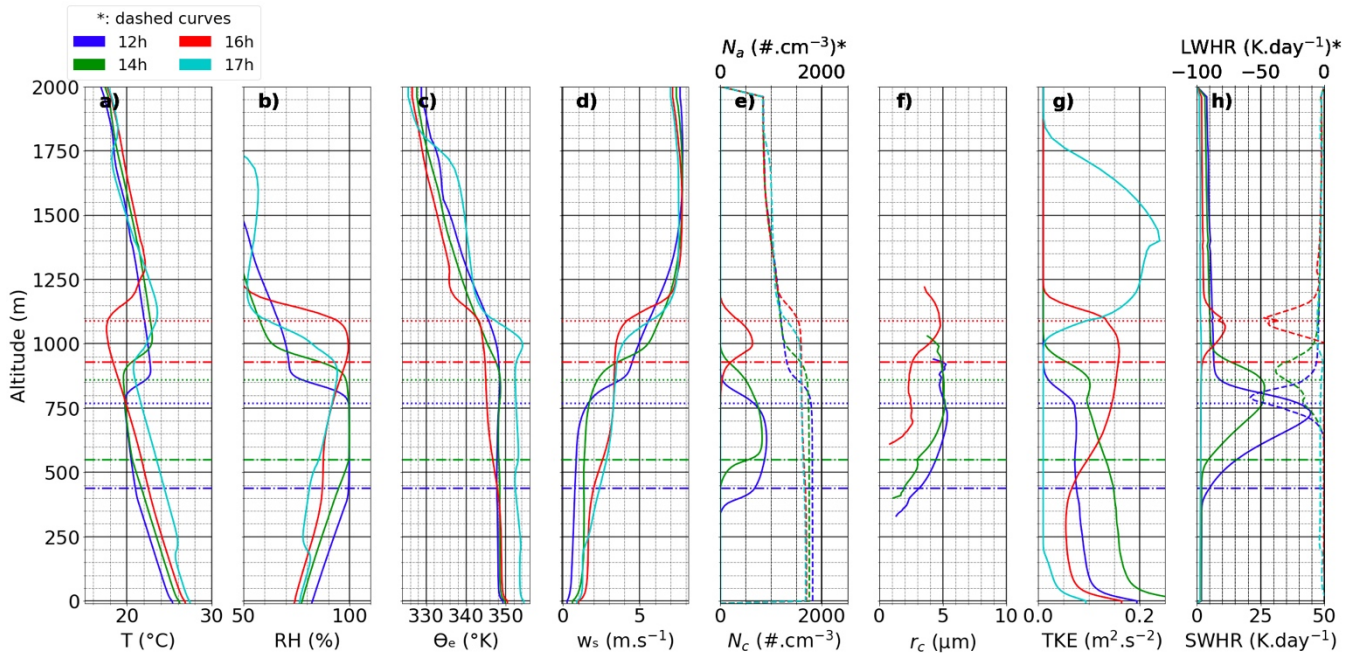 *: dashed curves
12h 16h
14h 17h
N_a (#.cm⁻³)* LWHR (K.day⁻¹)*
0 2000 −100 −50 0
a) b) c) d) e) f) g) h)
2000
1750
1500
1250
1000
750
500
250
0
Altitude (m)
20 30 50 100 330 340 350 0 5 0 1000 2000 0 5 10 0.0 0.2 0 25 50
T (°C) RH (%) Θₑ (°K) wₛ (m.s⁻¹) N_c (#.cm⁻³) r_c (µm) TKE (m².s⁻²) SWHR (K.day⁻¹)